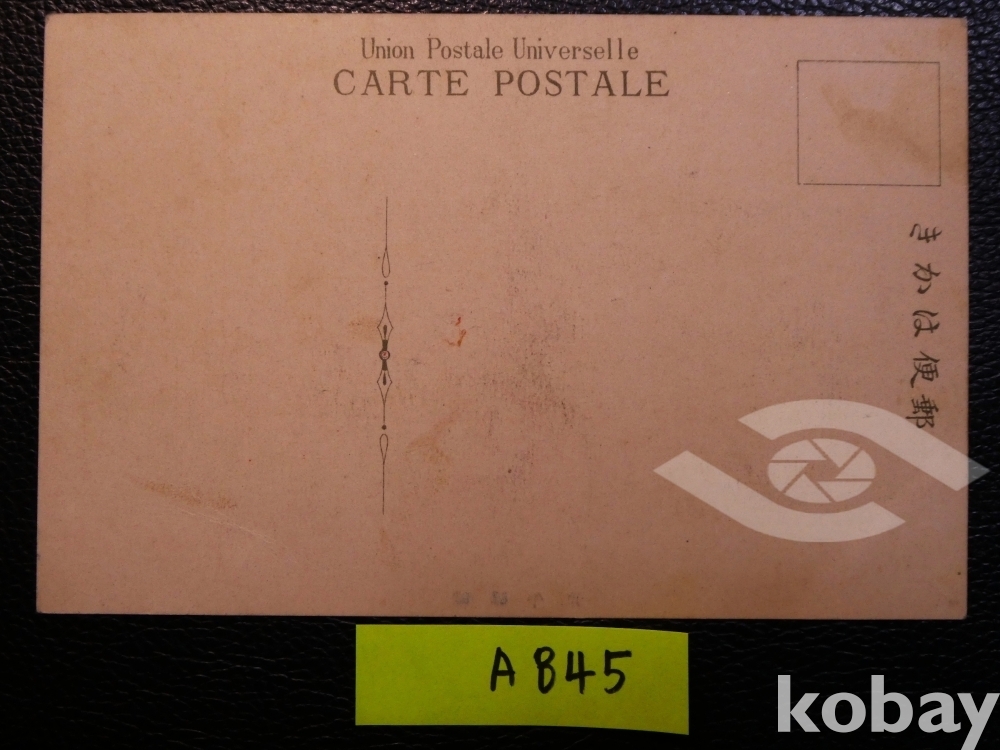 Union Postale Universelle
CARTE POSTALE
きかは便郵
A845
kobay